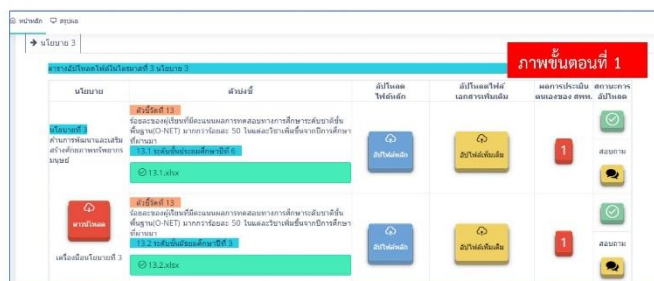 หน้าหลัก สรุปผล
นโยบาย 3
ภาพขั้นตอนที่ 1
ตารางอัปโหลดไฟล์ในไตรมาสที่ 3 นโยบาย 3
นโยบาย ตัวบ่งชี้ อัปโหลดไฟล์หลัก อัปโหลดไฟล์เอกสารเพิ่มเติม ผลการประเมินตนเองของ สพท. สถานะการอัปโหลด
นโยบายที่ 3
ด้านการพัฒนาและเสริม
สร้างศักยภาพทรัพยากร
มนุษย์
ตัวชี้วัดที่ 13
ร้อยละของผู้เรียนที่มีคะแนนผลการทดสอบทางการศึกษาระดับชาติขั้น
พื้นฐาน(O-NET) มากกว่าร้อยละ 50 ในแต่ละวิชาเพิ่มขึ้นจากปีการศึกษา
ที่ผ่านมา
13.1 ระดับชั้นประถมศึกษาปีที่ 6
13.1.xlsx
อัปไฟล์หลัก
อัปไฟล์เพิ่มเติม
1
สอบถาม
ดาวน์โหลด
เครื่องมือนโยบายที่ 3
ตัวชี้วัดที่ 13
ร้อยละของผู้เรียนที่มีคะแนนผลการทดสอบทางการศึกษาระดับชาติขั้น
พื้นฐาน(O-NET) มากกว่าร้อยละ 50 ในแต่ละวิชาเพิ่มขึ้นจากปีการศึกษา
ที่ผ่านมา
13.2 ระดับชั้นมัธยมศึกษาปีที่ 3
13.2.xlsx
อัปไฟล์หลัก
อัปไฟล์เพิ่มเติม
1
สอบถาม